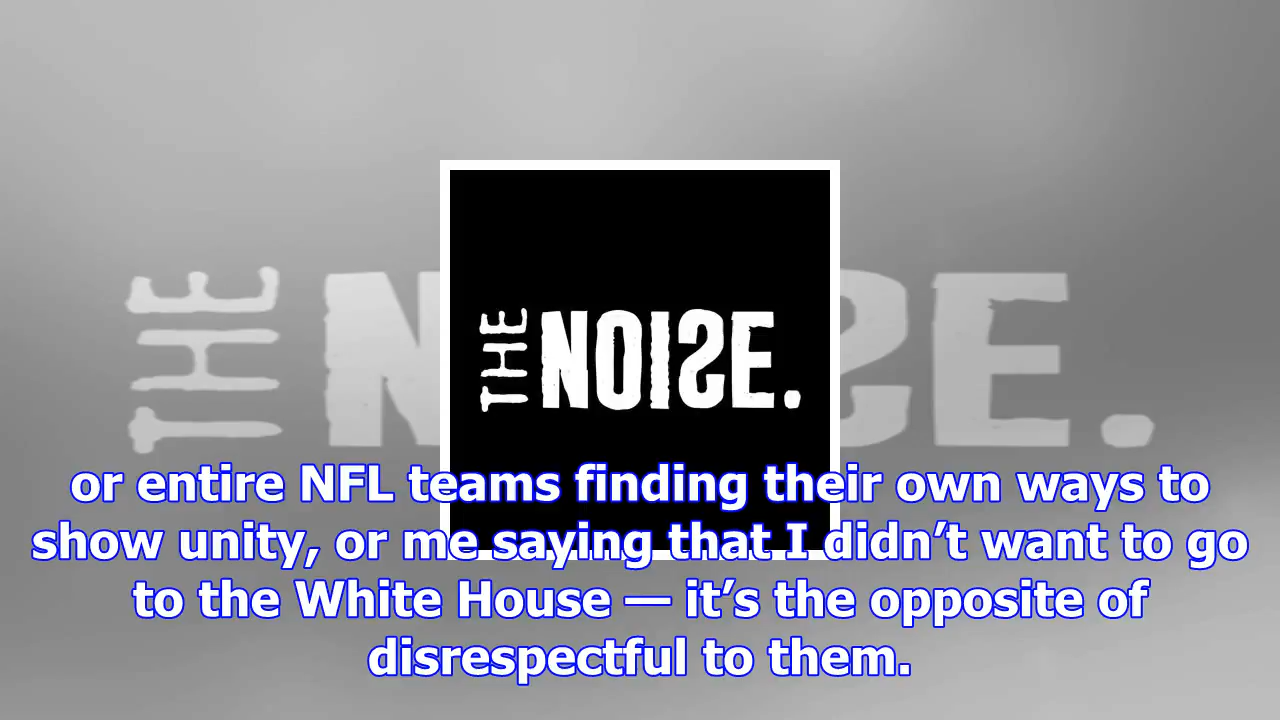 THE NOISE.
THE N SE.
or entire NFL teams finding their own ways to
show unity, or me saying that I didn’t want to go
to the White House — it’s the opposite of
disrespectful to them.